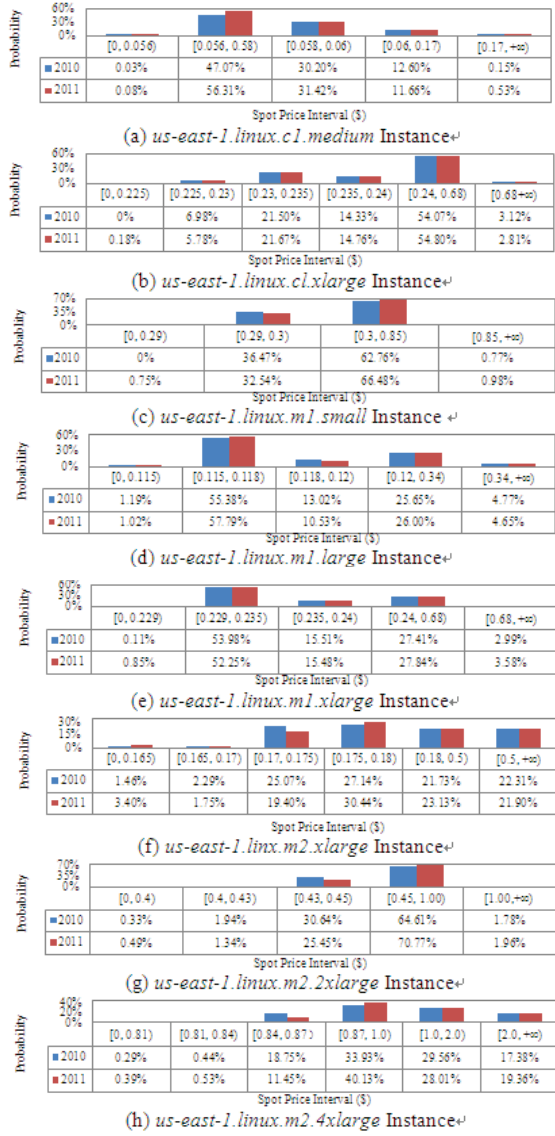 Probability
60%
30%
0%
[0, 0.056) [0.056, 0.58) [0.058, 0.06) [0.06, 0.17) [0.17, +∞)
2010 0.03% 47.07% 30.20% 12.60% 0.15%
2011 0.08% 56.31% 31.42% 11.66% 0.53%
Spot Price Interval ($)
(a) us-east-1.linux.c1.medium Instance↵
Probability
60%
30%
0%
[0, 0.225) [0.225, 0.23) [0.23, 0.235) [0.235, 0.24) [0.24, 0.68) [0.68+∞)
2010 0% 6.98% 21.50% 14.33% 54.07% 3.12%
2011 0.18% 5.78% 21.67% 14.76% 54.80% 2.81%
Spot Price Interval ($)
(b) us-east-1.linux.cl.xlarge Instance↵
Probablity
70%
35%
0%
[0, 0.29) [0.29, 0.3) [0.3, 0.85) [0.85, +∞)
2010 0% 36.47% 62.76% 0.77%
2011 0.75% 32.54% 66.48% 0.98%
Spot Price Interval ($)
(c) us-east-1.linux.m1.small Instance ↵
Probability
60%
30%
0%
[0, 0.115) [0.115, 0.118) [0.118, 0.12) [0.12, 0.34) [0.34, +∞)
2010 1.19% 55.38% 13.02% 25.65% 4.77%
2011 1.02% 57.79% 10.53% 26.00% 4.65%
Spot Price Interval ($)
(d) us-east-1.linux.m1.large Instance↵
Probability
60%
30%
0%
[0, 0.229) [0.229, 0.235) [0.235, 0.24) [0.24, 0.68) [0.68, +∞)
2010 0.11% 53.98% 15.51% 27.41% 2.99%
2011 0.85% 52.25% 15.48% 27.84% 3.58%
Spot Price Interval ($)
(e) us-east-1.linux.m1.xlarge Instance↵
Probability
30%
15%
0%
[0, 0.165) [0.165, 0.17) [0.17, 0.175) [0.175, 0.18) [0.18, 0.5) [0.5, +∞)
2010 1.46% 2.29% 25.07% 27.14% 21.73% 22.31%
2011 3.40% 1.75% 19.40% 30.44% 23.13% 21.90%
Spot Price Interval ($)
(f) us-east-1.linx.m2.xlarge Instance↵
Probability
70%
35%
0%
[0, 0.4) [0.4, 0.43) [0.43, 0.45) [0.45, 1.00) [1.00,+∞)
2010 0.33% 1.94% 30.64% 64.61% 1.78%
2011 0.49% 1.34% 25.45% 70.77% 1.96%
Spot Price Interval ($)
(g) us-east-1.linux.m2.2xlarge Instance↵
Probability
40%
20%
0%
[0, 0.81) [0.81, 0.84) [0.84, 0.87) [0.87, 1.0) [1.0, 2.0) [2.0, +∞)
2010 0.29% 0.44% 18.75% 33.93% 29.56% 17.38%
2011 0.39% 0.53% 11.45% 40.13% 28.01% 19.36%
Spot Price Interval ($)
(h) us-east-1.linux.m2.4xlarge Instance↵